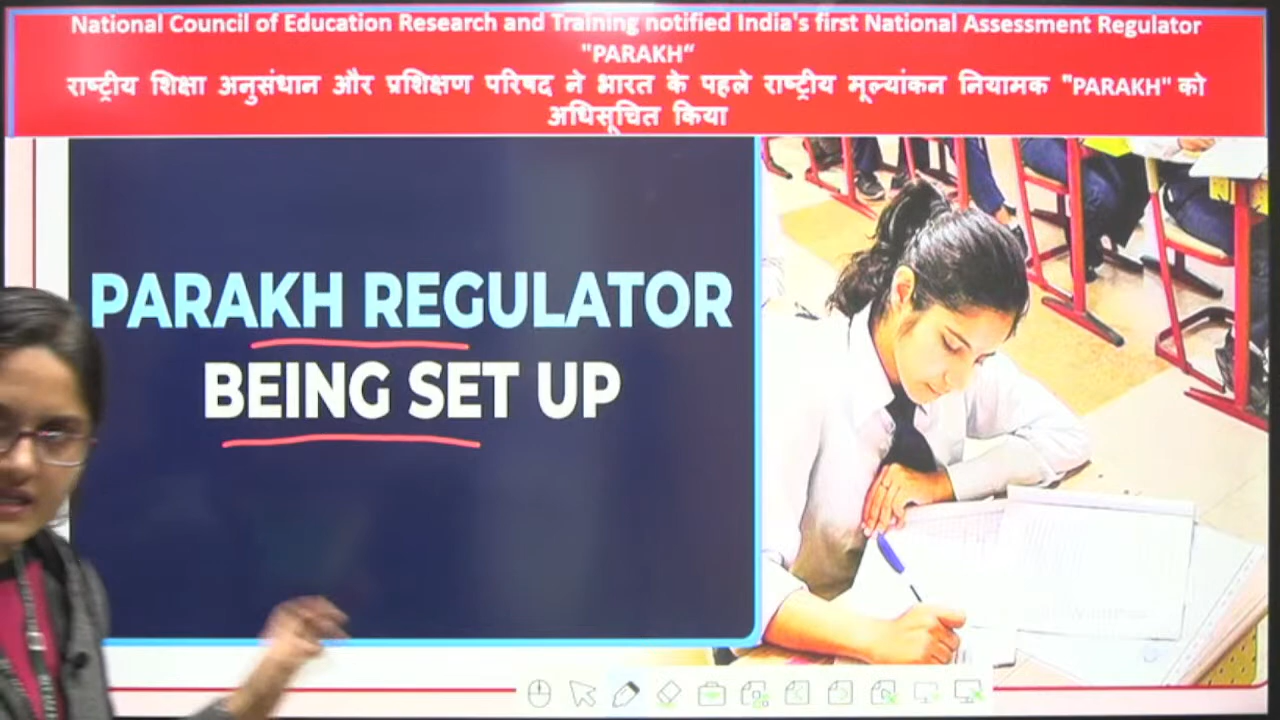 National Council of Education Research and Training notified India's first National Assessment Regulator
"PARAKH“
राष्ट्रीय शिक्षा अनुसंधान और प्रशिक्षण परिषद ने भारत के पहले राष्ट्रीय मूल्यांकन नियामक "PARAKH" को
अधिसूचित किया
PARAKH REGULATOR
BEING SET UP